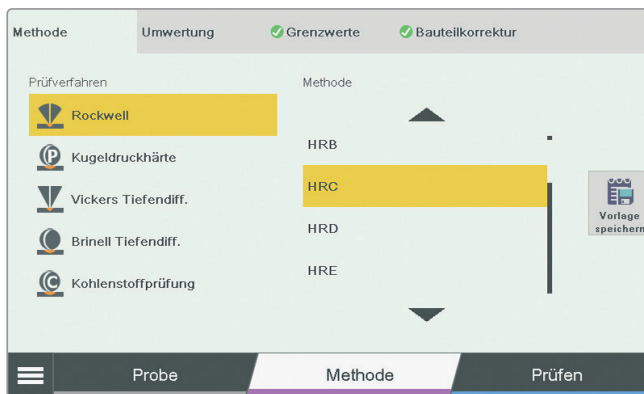 Methode
Umwertung
Grenzwerte
Bauteilkorrektur
Prüfverfahren
Rockwell
Kugeldruckhärte
Vickers Tiefendiff.
Brinell Tiefendiff.
Kohlenstoffprüfung
Methode
HRB
HRC
HRD
HRE
Vorlage
speichern
Probe
Methode
Prüfen